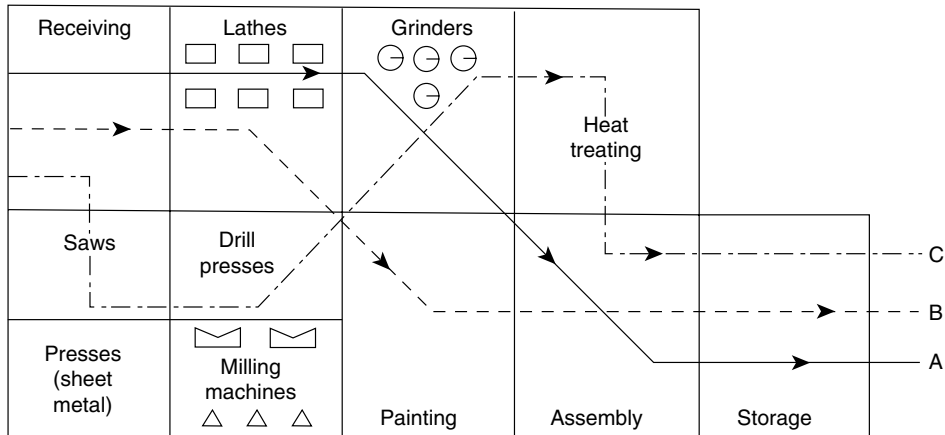 Receiving
Lathes
Grinders
Heat
treating
Saws
Drill
presses
C
B
A
Presses
(sheet
metal)
Milling
machines
Painting
Assembly
Storage